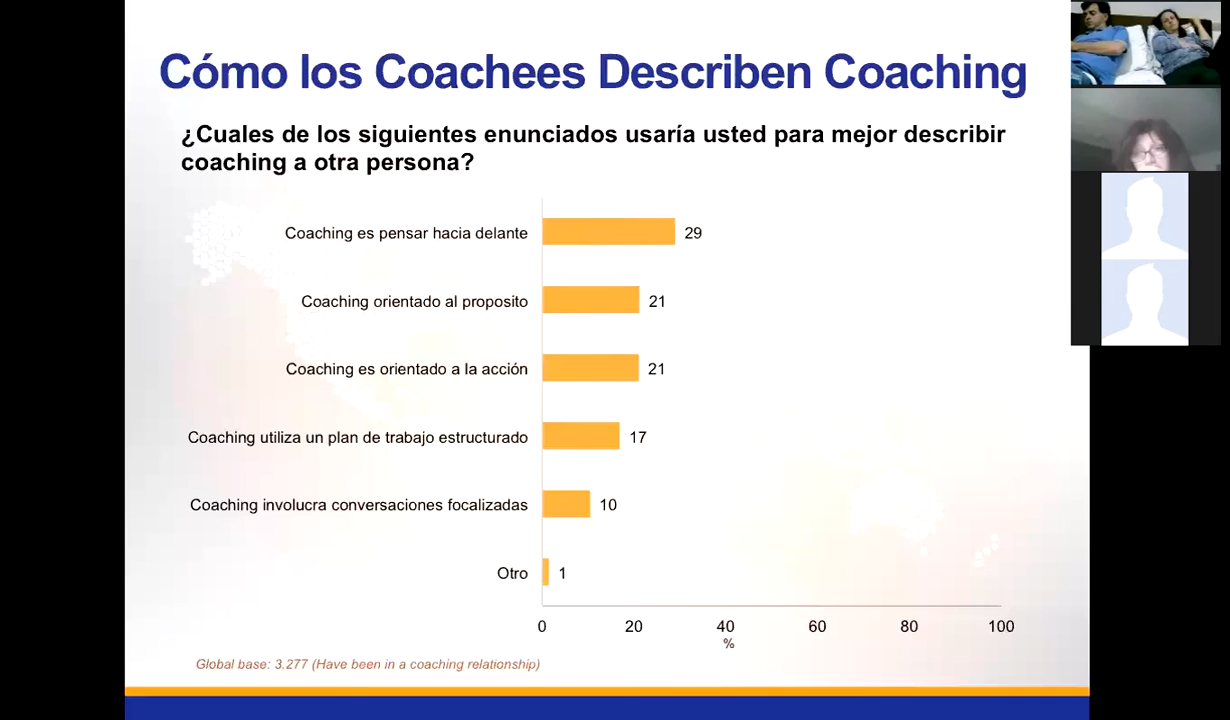 Cómo los Coachees Describen Coaching
¿Cuales de los siguientes enunciados usaría usted para mejor describir
coaching a otra persona?
Coaching es pensar hacia delante 29
Coaching orientado al proposito 21
Coaching es orientado a la acción 21
Coaching utiliza un plan de trabajo estructurado 17
Coaching involucra conversaciones focalizadas 10
Otro 1
0 20 40 60 80 100
%
Global base: 3.277 (Have been in a coaching relationship)